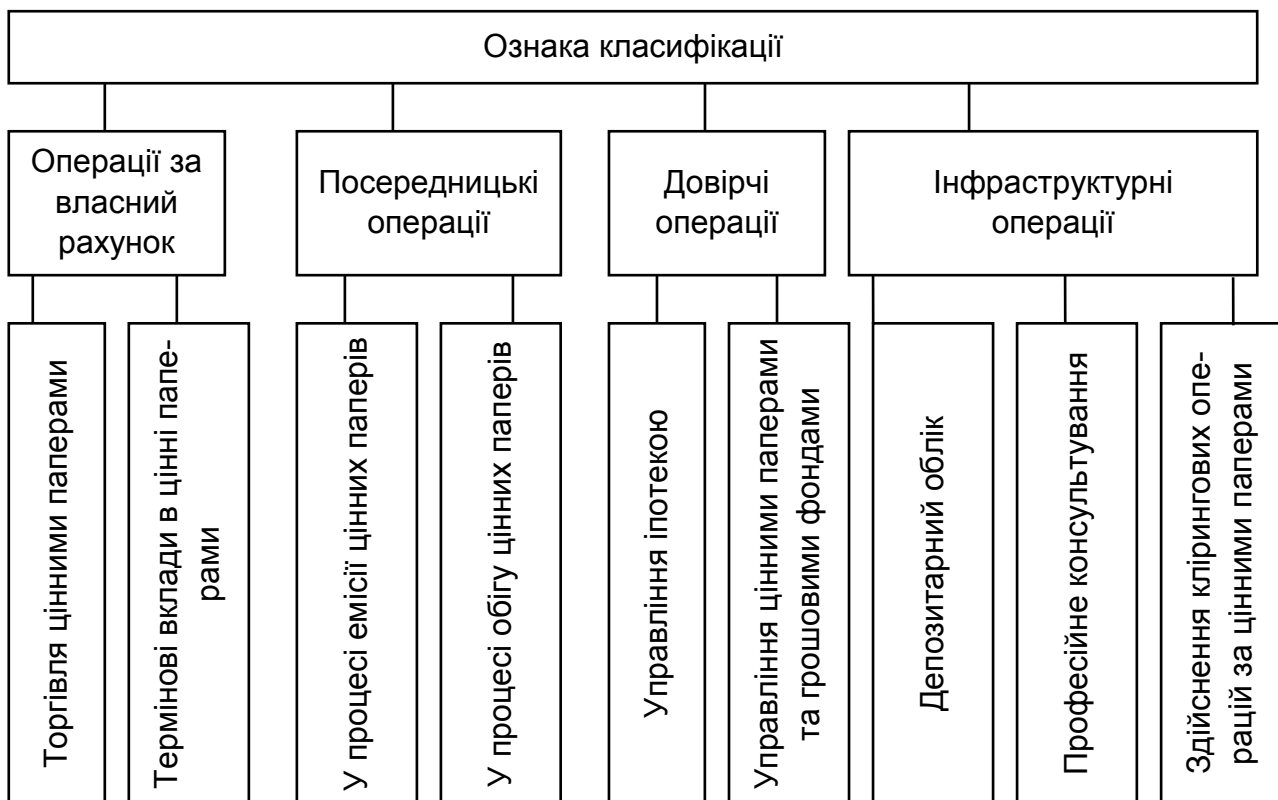 Ознака класифікації
Операції за
власний
рахунок
Посередницькі
операції
Довірчі
операції
Інфраструктурні
операції
Торгівля цінними паперами
Термінові вклади в цінні папе-
рами
У процесі емісії цінних паперів
У процесі обігу цінних паперів
Управління іпотекою
Управління цінними паперами
та грошовими фондами
Депозитарний облік
Професійне консультування
Здійснення клірингових опе-
рацій за цінними паперами